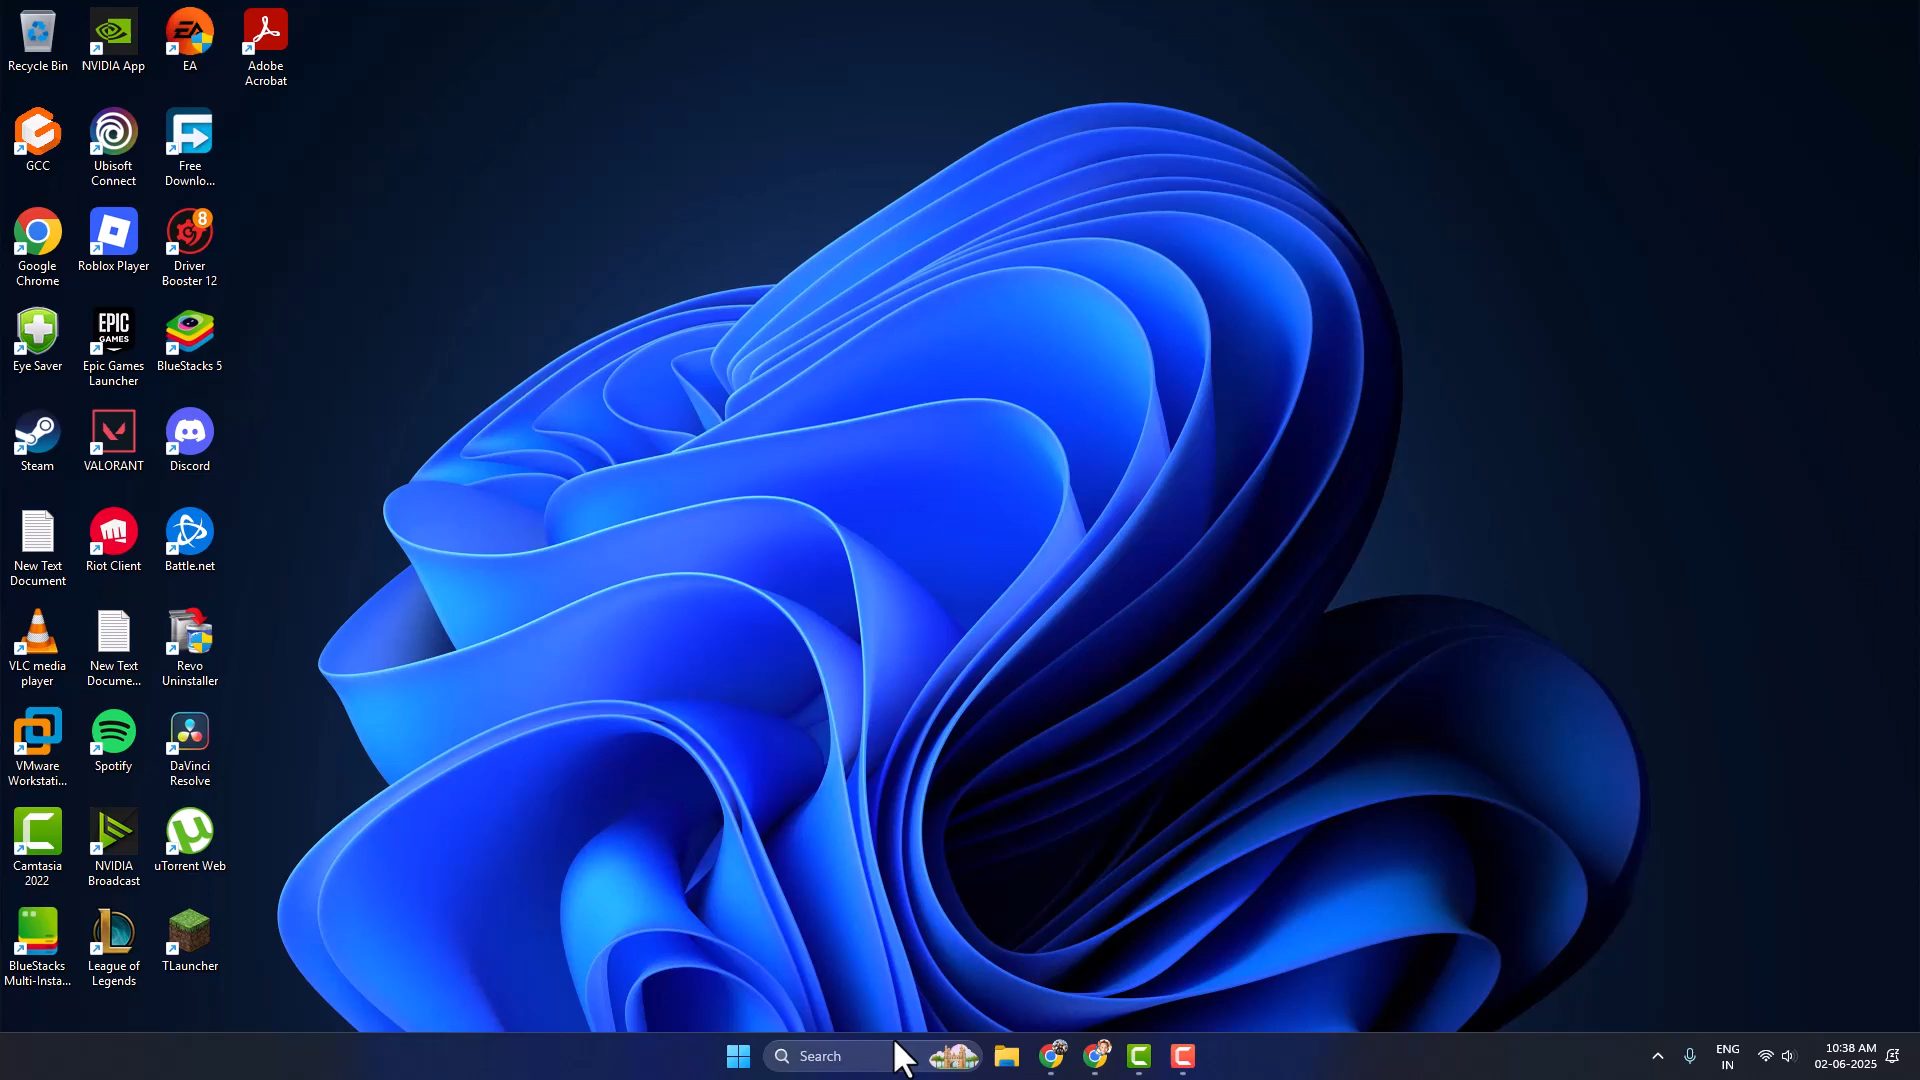 Recycle Bin
NVIDIA App
EA
Adobe
Acrobat
GCC
Ubisoft
Connect
Free
Downlo...
Google
Chrome
Roblox Player
8
Driver
Booster 12
Eye Saver
EPIC
GAMES
Epic Games
Launcher
BlueStacks 5
Steam
VALORANT
Discord
New Text
Document
Riot Client
Battle.net
VLC media
player
New Text
Docume...
Revo
Uninstaller
VMware
Workstati...
Spotify
DaVinci
Resolve
Camtasia
2022
NVIDIA
Broadcast
uTorrent Web
BlueStacks
Multi-Insta...
League of
Legends
TLauncher
Search
ENG
IN
10:38 AM
02-06-2025